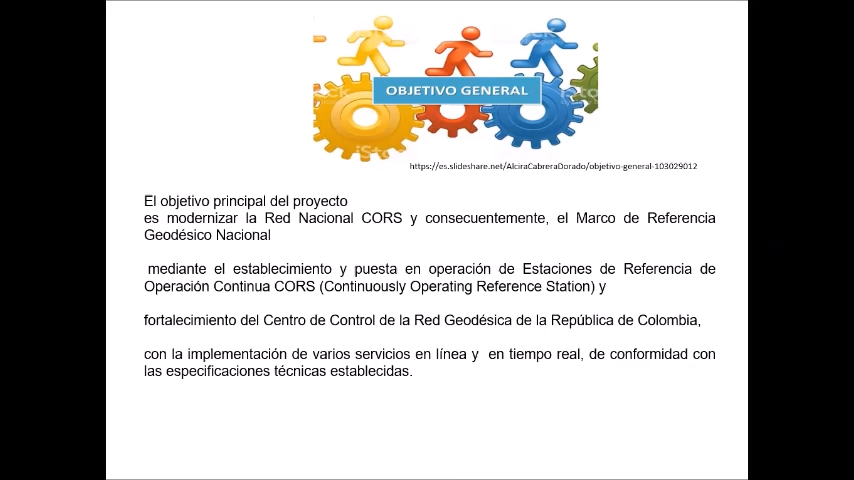 OBJETIVO GENERAL
iStock
https://es.slideshare.net/AlciraCabreraDorado/objetivo-general-103029012
El objetivo principal del proyecto
es modernizar la Red Nacional CORS y consecuentemente, el Marco de Referencia
Geodésico Nacional
mediante el establecimiento y puesta en operación de Estaciones de Referencia de
Operación Continua CORS (Continuously Operating Reference Station) y
fortalecimiento del Centro de Control de la Red Geodésica de la República de Colombia,
con la implementación de varios servicios en línea y en tiempo real, de conformidad con
las especificaciones técnicas establecidas.